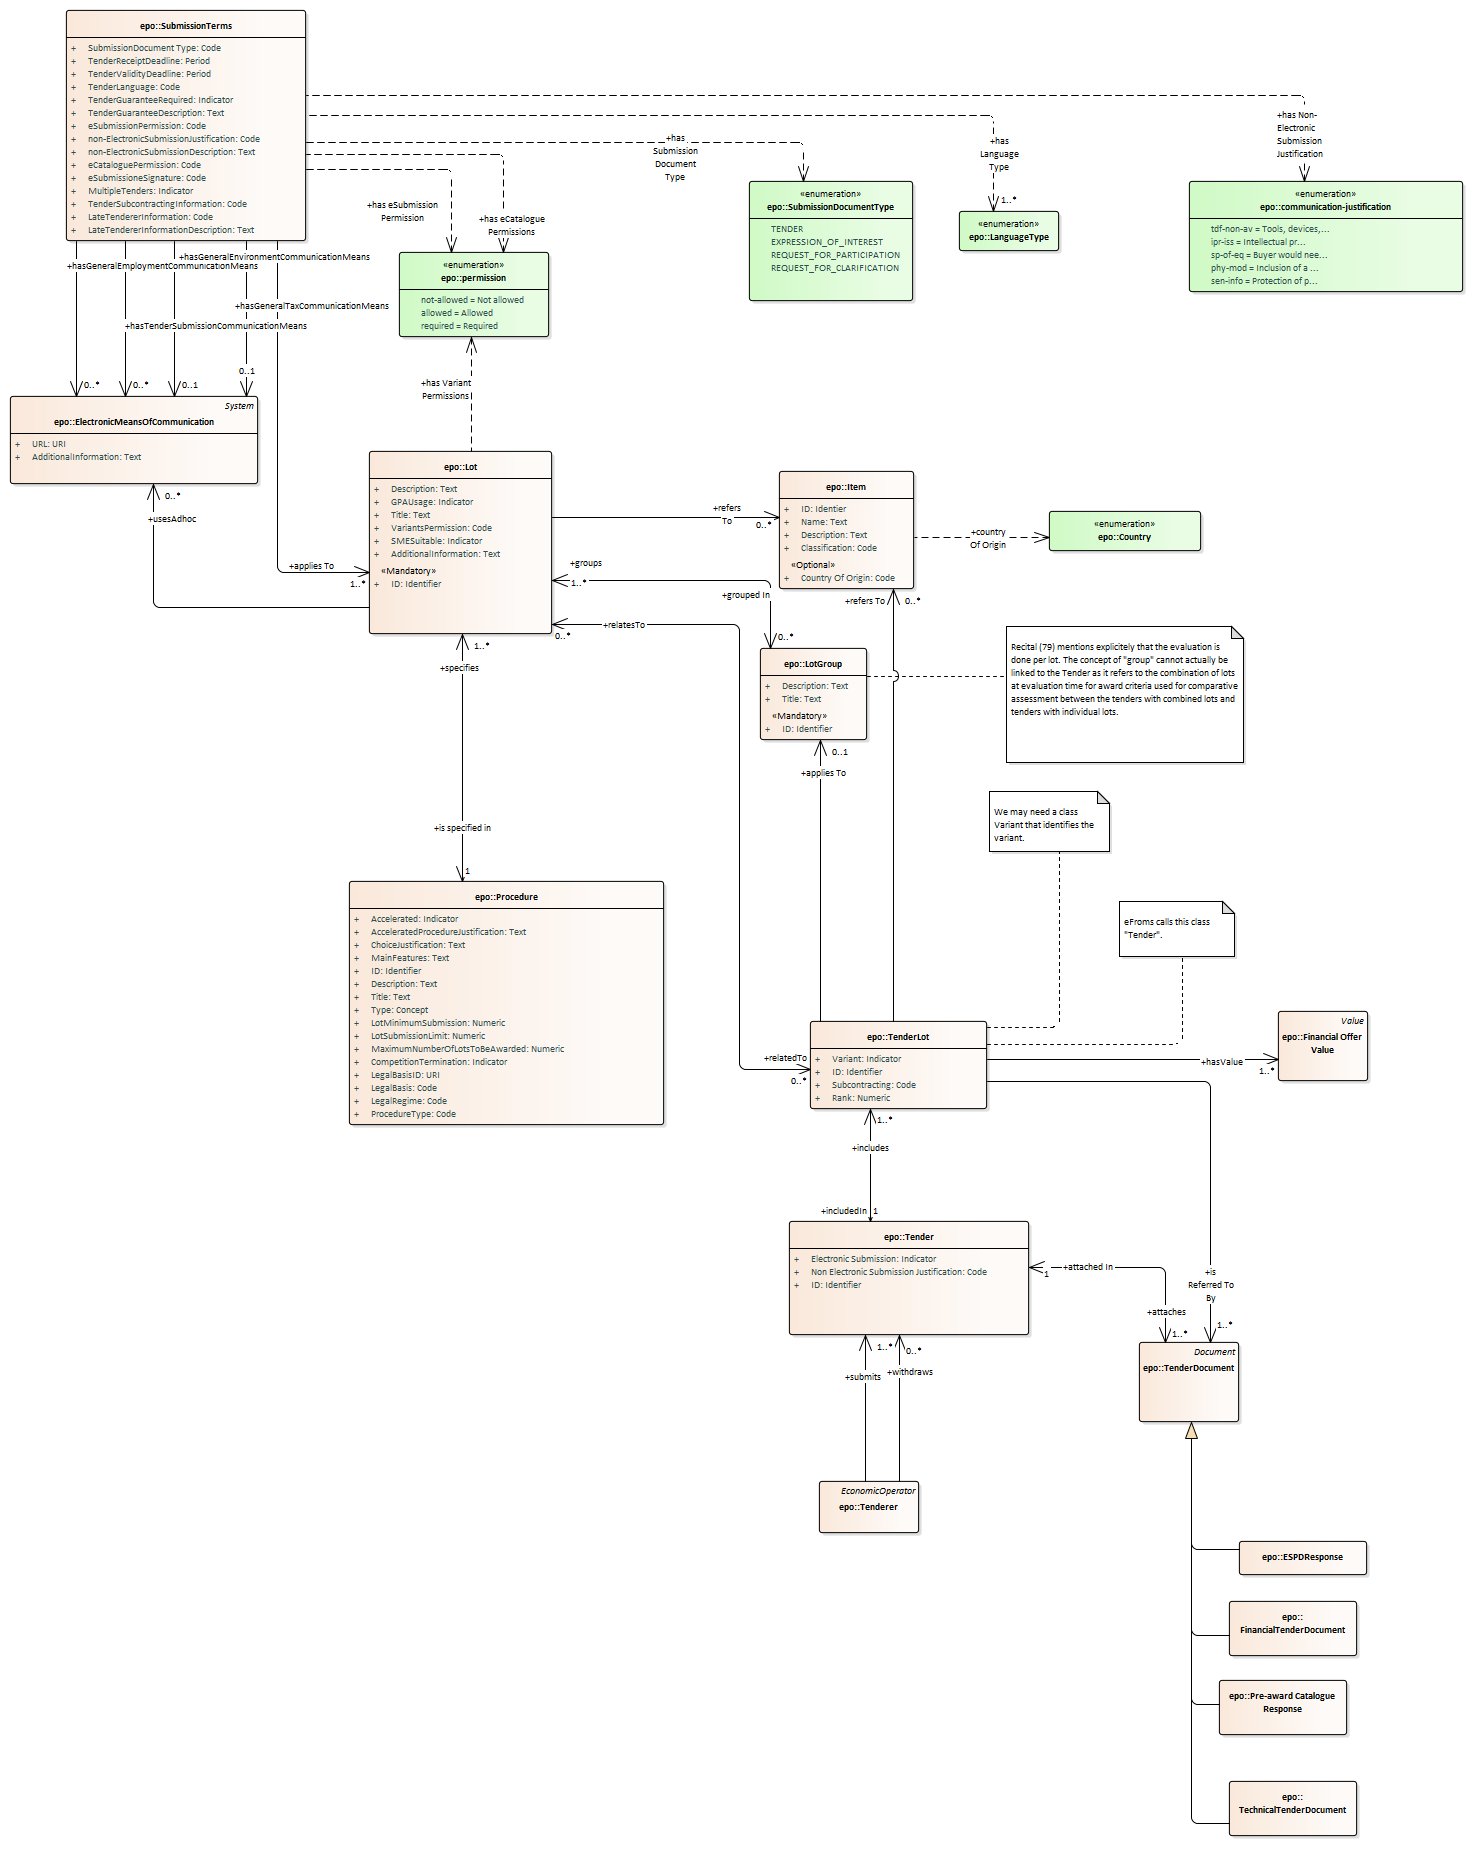 epo::SubmissionTerms
+ SubmissionDocument Type: Code
+ TenderReceiptDeadline: Period
+ TenderValidityDeadline: Period
+ TenderLanguage: Code
+ TenderGuaranteeRequired: Indicator
+ TenderGuaranteeDescription: Text
+ eSubmissionPermission: Code
+ non-ElectronicSubmissionJustification: Code
+ non-ElectronicSubmissionDescription: Text
+ eCataloguePermission: Code
+ eSubmissioneSignature: Code
+ MultipleTenders: Indicator
+ TenderSubcontractingInformation: Code
+ LateTendererInformation: Code
+ LateTendererInformationDescription: Text
+has Non-
Electronic
Submission
Justification
+has
Language
Type
1..*
+has
Submission
Document
Type
+has eSubmission
Permission
+has eCatalogue
Permissions
«enumeration»
epo::SubmissionDocumentType
TENDER
EXPRESSION_OF_INTEREST
REQUEST_FOR_PARTICIPATION
REQUEST_FOR_CLARIFICATION
«enumeration»
epo::LanguageType
«enumeration»
epo::communication-justification
tdf-non-av = Tools, devices,...
ipr-iss = Intellectual pr...
sp-of-eq = Buyer would nee...
phy-mod = Inclusion of a ...
sen-info = Protection of p...
«enumeration»
epo::permission
not-allowed = Not allowed
allowed = Allowed
required = Required
+hasGeneralEnvironmentCommunicationMeans
+hasGeneralEmploymentCommunicationMeans
+hasGeneralTaxCommunicationMeans
+hasTenderSubmissionCommunicationMeans
0..*
0..*
0..1
0..1
+has Variant
Permissions
System
epo::ElectronicMeansOfCommunication
+ URL: URI
+ AdditionalInformation: Text
0..*
+usesAdhoc
+applies To
1..*
epo::Lot
+ Description: Text
+ GPAUsage: Indicator
+ Title: Text
+ VariantsPermission: Code
+ SMESuitable: Indicator
+ AdditionalInformation: Text
«Mandatory»
+ ID: Identifier
+refers
To
0..*
epo::Item
+ ID: Identier
+ Name: Text
+ Description: Text
+ Classification: Code
«Optional»
+ Country Of Origin: Code
+country
Of Origin
«enumeration»
epo::Country
+groups
1..*
+grouped In
0..*
+refers To
0..*
+relatesTo
0..*
epo::LotGroup
+ Description: Text
+ Title: Text
«Mandatory»
+ ID: Identifier
Recital (79) mentions explicitely that the evaluation is
done per lot. The concept of "group" cannot actually be
linked to the Tender as it refers to the combination of lots
at evaluation time for award criteria used for comparative
assessment between the tenders with combined lots and
tenders with individual lots.
1..*
+specifies
+is specified in
1
0..1
+applies To
We may need a class
Variant that identifies the
variant.
eFroms calls this class
"Tender".
epo::Procedure
+ Accelerated: Indicator
+ AcceleratedProcedureJustification: Text
+ ChoiceJustification: Text
+ MainFeatures: Text
+ ID: Identifier
+ Description: Text
+ Title: Text
+ Type: Concept
+ LotMinimumSubmission: Numeric
+ LotSubmissionLimit: Numeric
+ MaximumNumberOfLotsToBeAwarded: Numeric
+ CompetitionTermination: Indicator
+ LegalBasisID: URI
+ LegalBasis: Code
+ LegalRegime: Code
+ ProcedureType: Code
+relatedTo
0..*
epo::TenderLot
+ Variant: Indicator
+ ID: Identifier
+ Subcontracting: Code
+ Rank: Numeric
+hasValue
1..*
Value
epo::Financial Offer
Value
1..*
+includes
+includedIn
1
epo::Tender
+ Electronic Submission: Indicator
+ Non Electronic Submission Justification: Code
+ ID: Identifier
1
+attached In
+attaches
1..*
+is
Referred To
By
1..*
Document
epo::TenderDocument
1..*
0..*
+submits
+withdraws
EconomicOperator
epo::Tenderer
epo::ESPDResponse
epo::
FinancialTenderDocument
epo::Pre-award Catalogue
Response
epo::
TechnicalTenderDocument